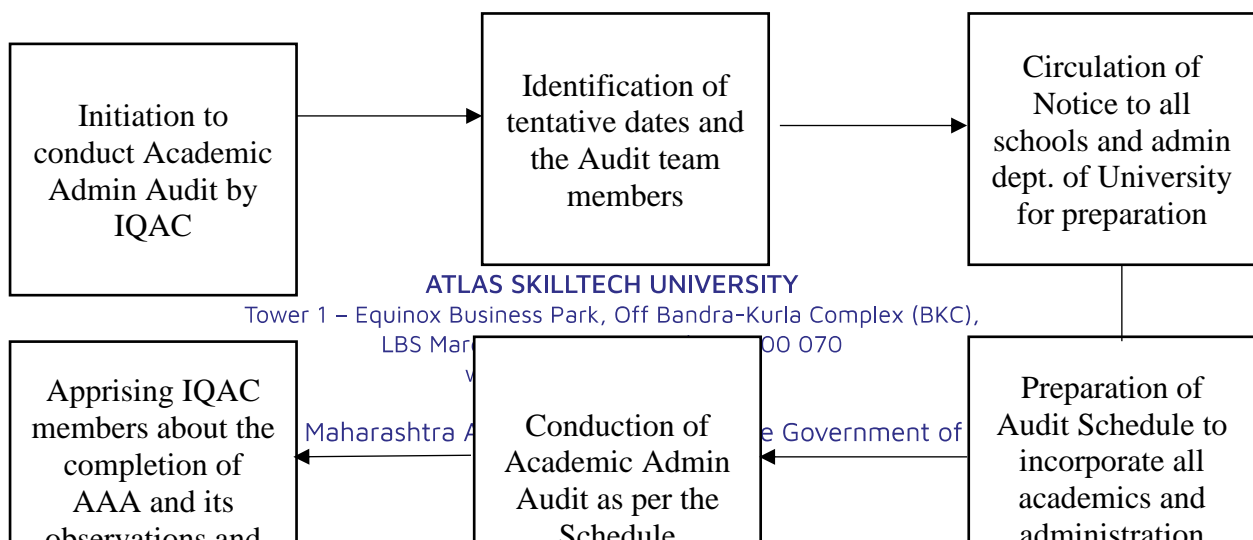 Initiation to
conduct Academic
Admin Audit by
IQAC
Identification of
tentative dates and
the Audit team
members
Circulation of
Notice to all
schools and admin
dept. of University
for preparation
ATLAS SKILLTECH UNIVERSITY
Tower 1 – Equinox Business Park, Off Bandra-Kurla Complex (BKC),
LBS 00 070
Maharashtra Government of
Preparation of
Audit Schedule to
incorporate all
academics and
administration
Conduction of
Academic Admin
Audit as per the
Schedule
Apprising IQAC
members about the
completion of
AAA and its
observations and